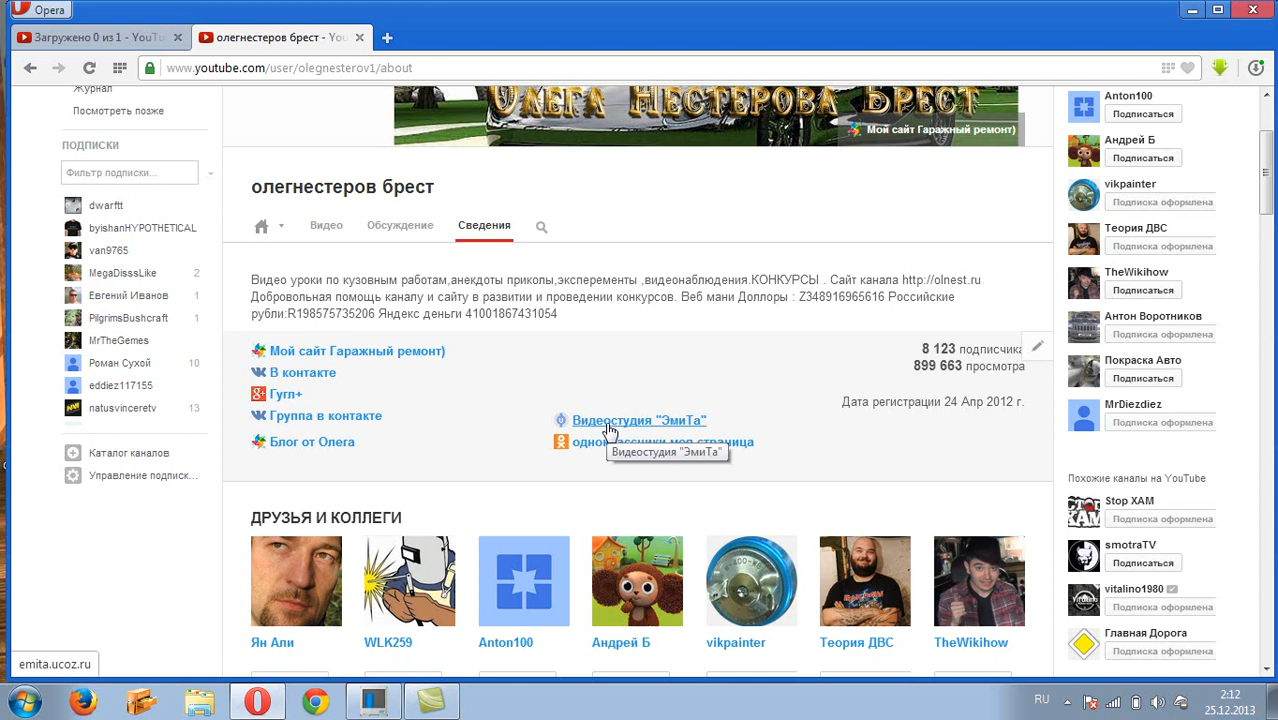 Opera
Загружено 0 из 1 - YouTu
олегнестеров брест - You
www.youtube.com/user/olegnesterov1/about
Журнал
Посмотреть позже
ПОДПИСКИ
Фильтр подписки...
dwarftt
byishanHYPOTHETICAL
van9765
MegaDisssLike 2
Евгений Иванов 1
PilgrimsBushcraft 1
MrTheGemes
Роман Сухой 10
eddiez117155
natusvinceretv 13
Каталог каналов
Управление подписк...
ОЛЕГА НЕСТЕРОВА БРЕСТ
Мой сайт Гаражный ремонт)
олегнестеров брест
Видео
Обсуждение
Сведения
Видео уроки по кузовным работам,анекдоты приколы,эксперементы ,видеонаблюдения.КОНКУРСЫ . Сайт канала http://olnest.ru
Добровольная помощь каналу и сайту в развитии и проведении конкурсов. Веб мани Доллоры : Z348916965616 Российские
рубли:R198575735206 Яндекс деньги 41001867431054
Мой сайт Гаражный ремонт)
В контакте
Гугл+
Группа в контакте
Блог от Олега
Видеостудия "ЭмиТа"
одноклассники моя страница
Видеостудия "ЭмиТа"
8 123 подписчика
899 663 просмотра
Дата регистрации 24 Апр 2012 г.
ДРУЗЬЯ И КОЛЛЕГИ
Ян Али
WLK259
Anton100
Андрей Б
vikpainter
Теория ДВС
TheWikihow
Anton100
Подписаться
Андрей Б
Подписаться
vikpainter
Подписка оформлена
Теория ДВС
Подписка оформлена
TheWikihow
Подписаться
Антон Воротников
Подписка оформлена
Покраска Авто
Подписаться
MrDiezdiez
Подписка оформлена
Похожие каналы на YouTube
Stop XAM
Подписка оформлена
smotraTV
Подписаться
vitalino1980
Подписка оформлена
Главная Дорога
Подписка оформлена
emita.ucoz.ru
RU
2:12
25.12.2013